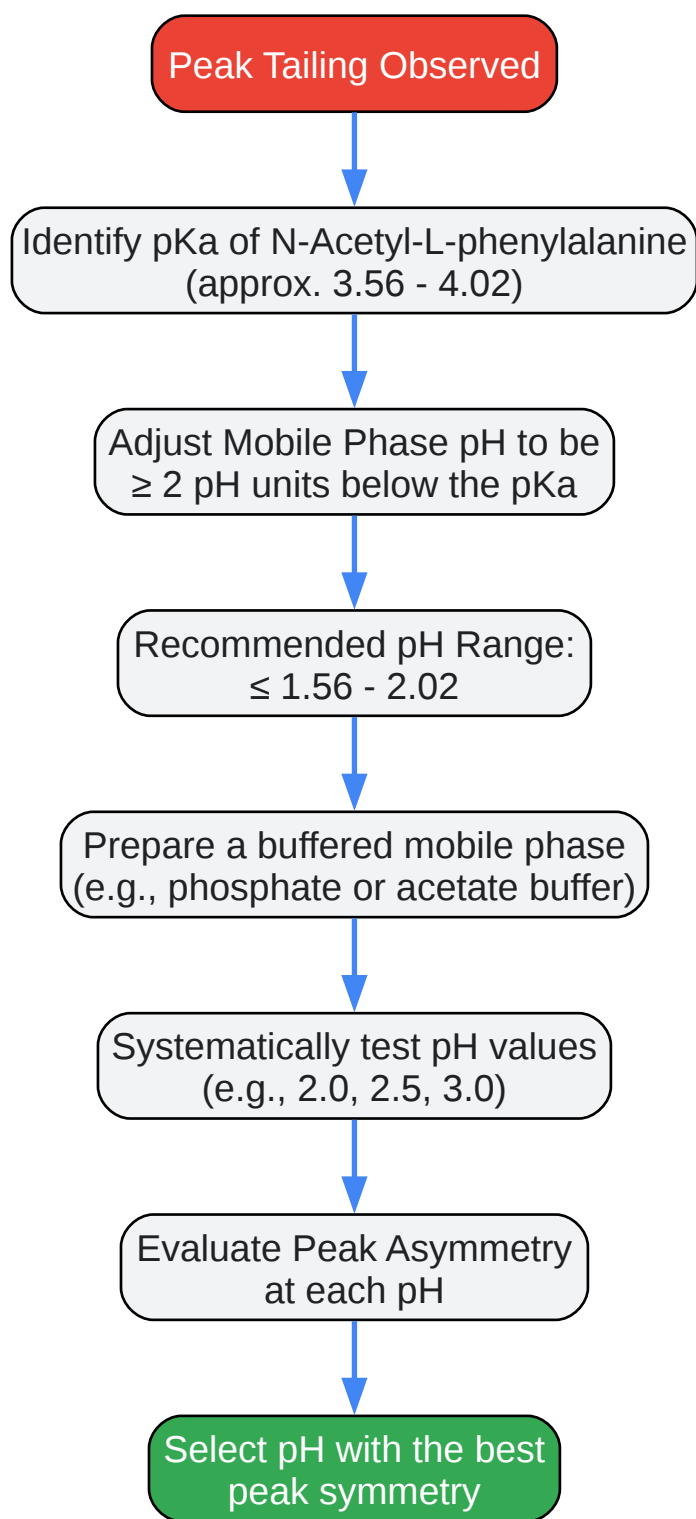 Peak Tailing Observed
Identify pKa of N-Acetyl-L-phenylalanine
(approx. 3.56 - 4.02)
Adjust Mobile Phase pH to be
≥ 2 pH units below the pKa
Recommended pH Range:
≤ 1.56 - 2.02
Prepare a buffered mobile phase
(e.g., phosphate or acetate buffer)
Systematically test pH values
(e.g., 2.0, 2.5, 3.0)
Evaluate Peak Asymmetry
at each pH
Select pH with the best
peak symmetry